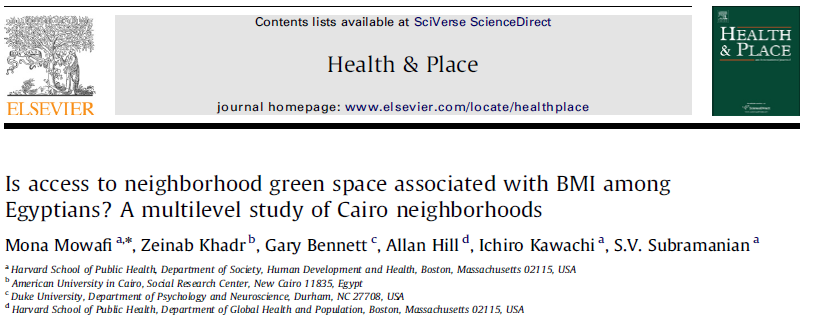 Contents lists available at SciVerse ScienceDirect
Health & Place
journal homepage: www.elsevier.com/locate/healthplace
ELSEVIER
HEALTH
& PLACE
Is access to neighborhood green space associated with BMI among
Egyptians? A multilevel study of Cairo neighborhoods
Mona Mowafi a,*, Zeinab Khadr b, Gary Bennett c, Allan Hill d, Ichiro Kawachi a, S.V. Subramanian a
a Harvard School of Public Health, Department of Society, Human Development and Health, Boston, Massachusetts 02115, USA
b American University in Cairo, Social Research Center, New Cairo 11835, Egypt
c Duke University, Department of Psychology and Neuroscience, Durham, NC 27708, USA
d Harvard School of Public Health, Department of Global Health and Population, Boston, Massachusetts 02115, USA